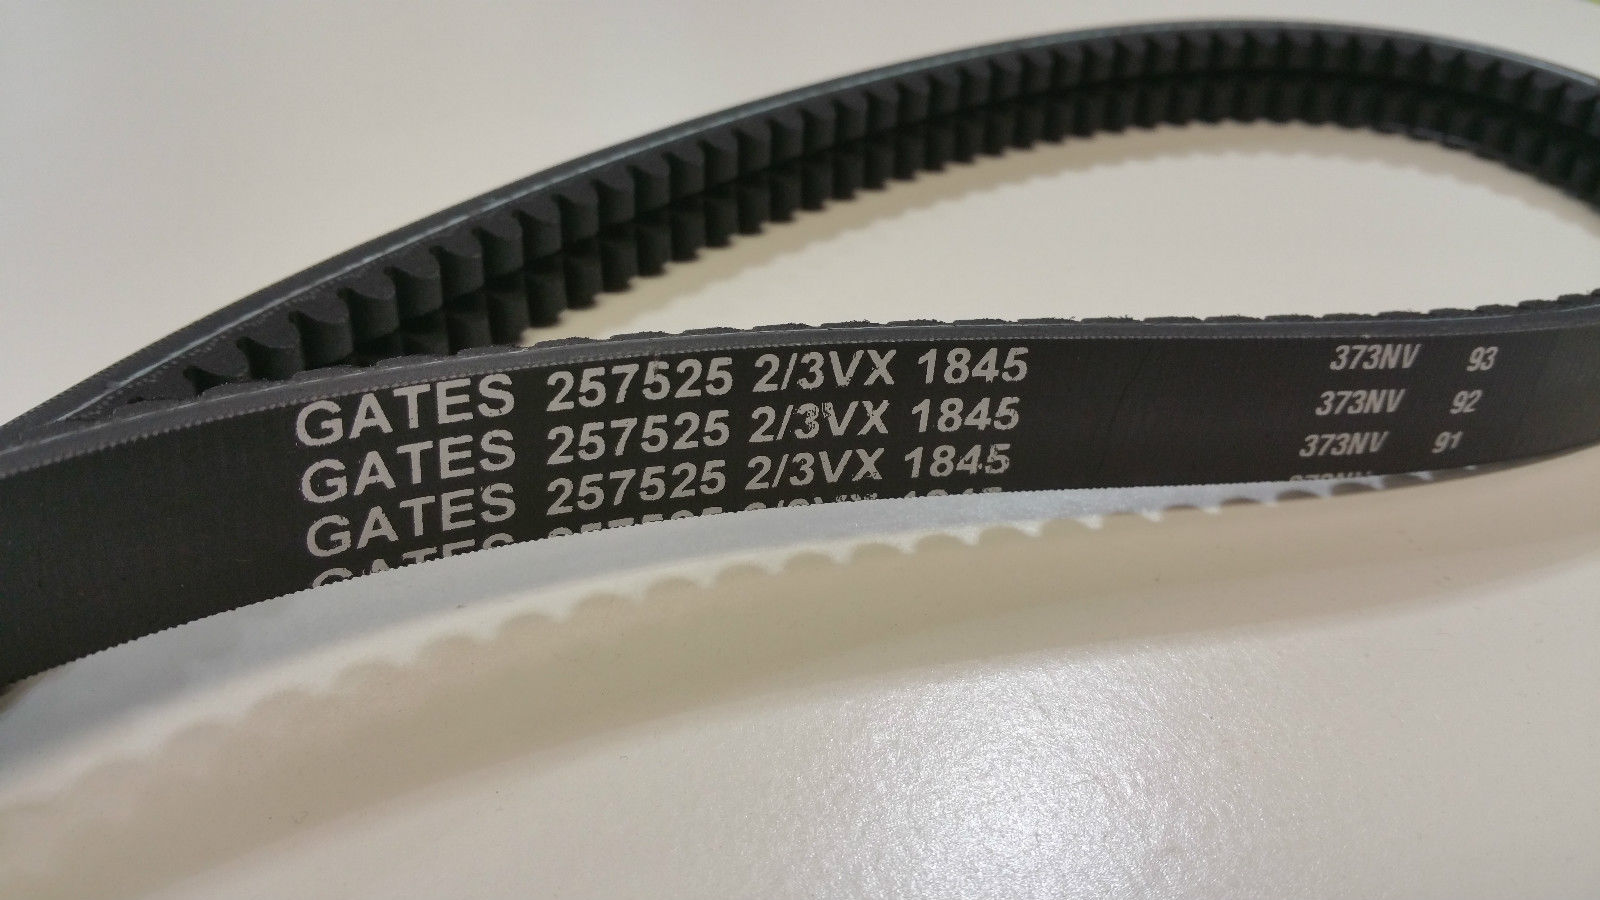 GATES 257525 2/3VX 1845 373NV 93
GATES 257525 2/3VX 1845 373NV 92
GATES 257525 2/3VX 1845 373NV 91